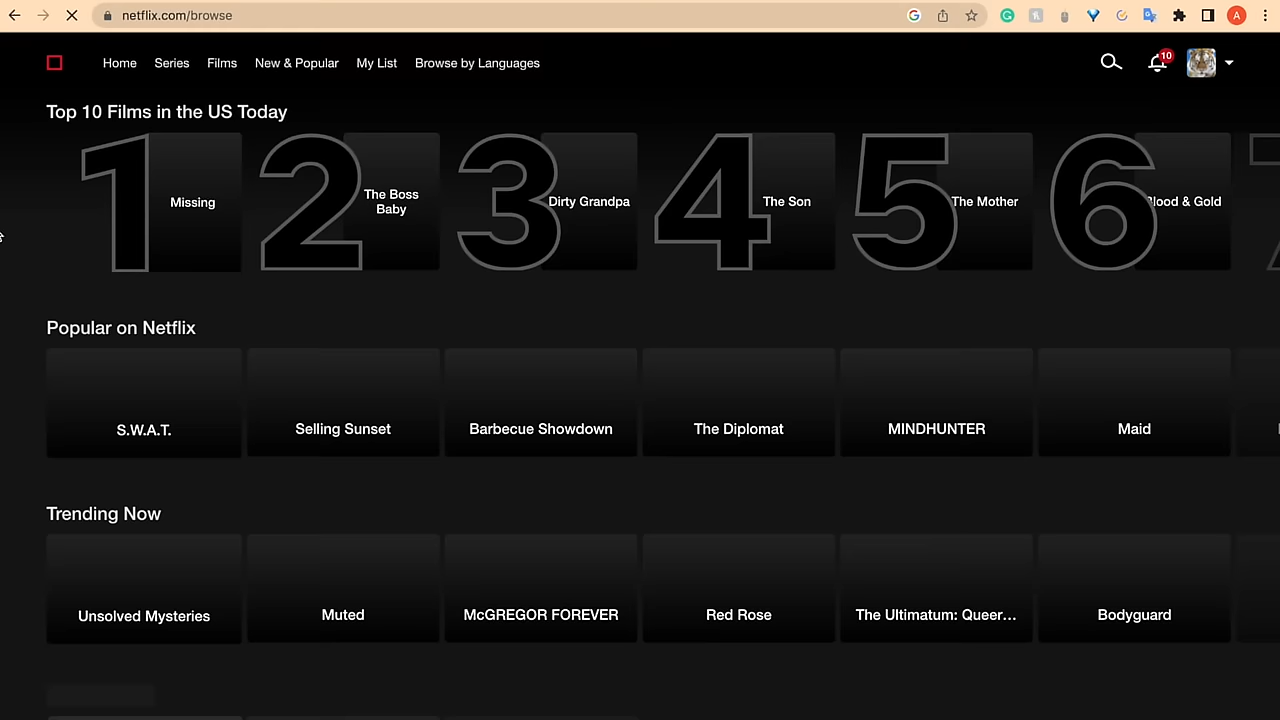 netflix.com/browse
A
Home Series Films New & Popular My List Browse by Languages
10
Top 10 Films in the US Today
1 Missing
2 The Boss
Baby
3 Dirty Grandpa
4 The Son
5 The Mother
6 Blood & Gold
Popular on Netflix
S.W.A.T. Selling Sunset Barbecue Showdown The Diplomat MINDHUNTER Maid
Trending Now
Unsolved Mysteries Muted McGREGOR FOREVER Red Rose The Ultimatum: Queer... Bodyguard